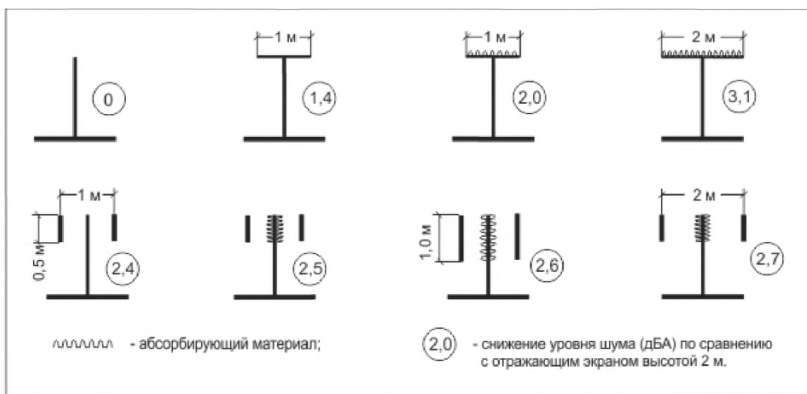 1 м
1 м
2 м
0
1,4
2,0
3,1
1 м
2 м
0,5 м
1,0 м
2,4
2,5
2,6
2,7
- абсорбирующий материал;
2,0
- снижение уровня шума (дБА) по сравнению
с отражающим экраном высотой 2 м.